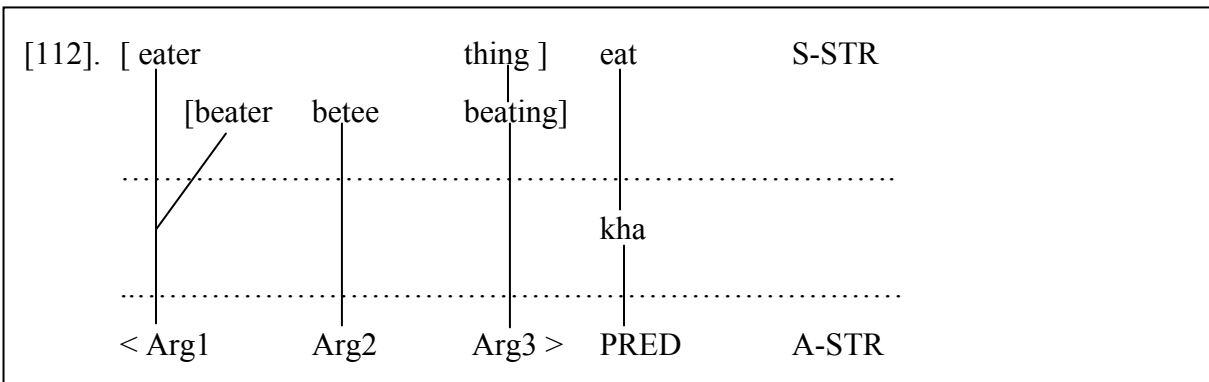 [112]. [ eater thing ] eat S-STR
[beater betee beating]
kha
< Arg1 Arg2 Arg3 > PRED A-STR